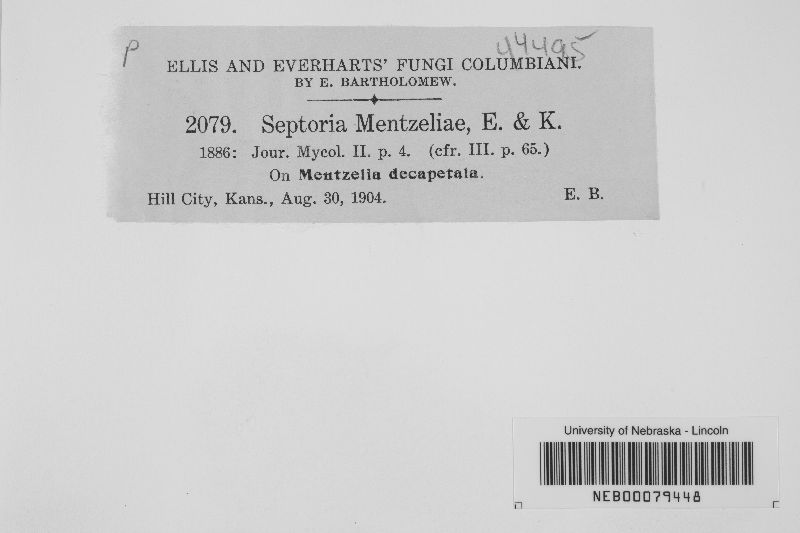 P
44495
ELLIS AND EVERHARTS' FUNGI COLUMBIANI.
BY E. BARTHOLOMEW.
2079. Septoria Mentzeliae, E. & K.
1886: Jour. Mycol. II. p. 4. (cfr. III. p. 65.)
On Mentzelia decapetala.
Hill City, Kans., Aug. 30, 1904. E. B.
University of Nebraska - Lincoln
NEB00079448